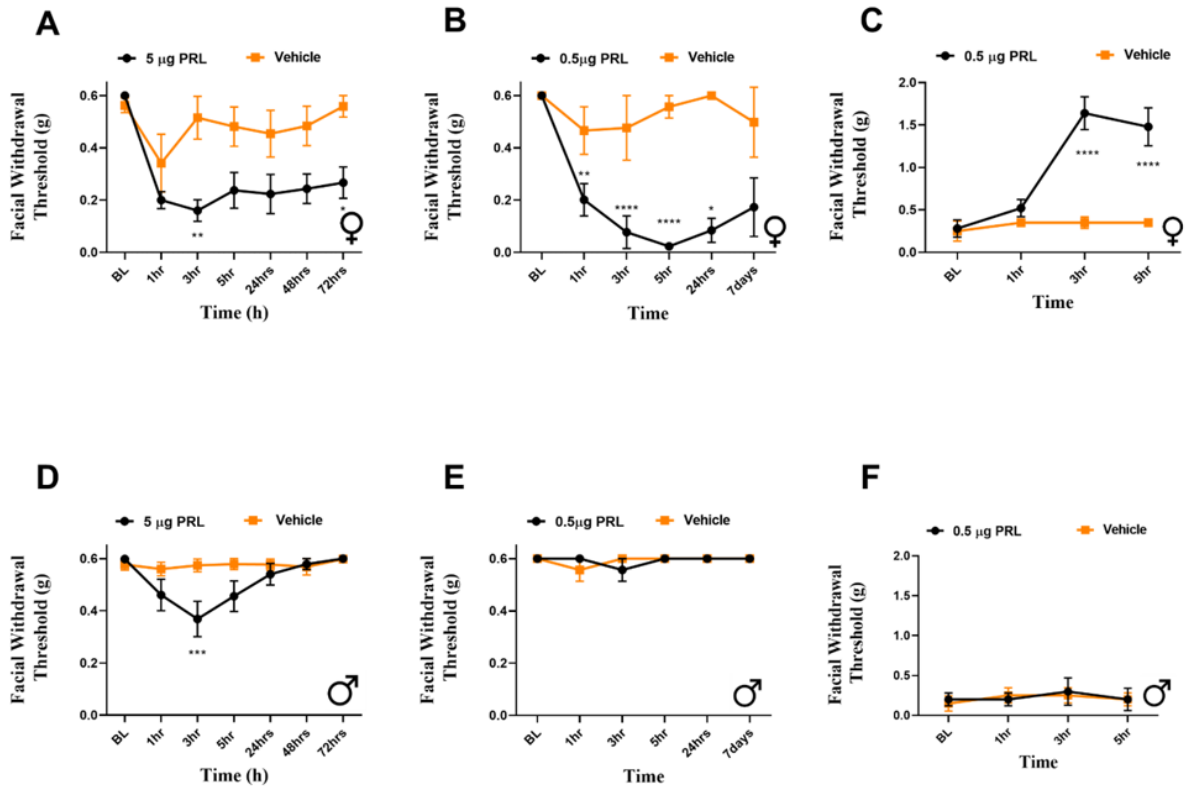 A
5 μg PRL Vehicle
Facial Withdrawal
Threshold (g)
0.6
0.4
0.2
0.0
**
*
♀
BL 1hr 3hr 5hr 24hrs 48hrs 72hrs
Time (h)
B
0.5μg PRL Vehicle
Facial Withdrawal
Threshold (g)
0.6
0.4
0.2
0.0
**
****
****
*
♀
BL 1hr 3hr 5hr 24hrs 7days
Time
C
0.5 μg PRL Vehicle
Facial Withdrawal
Threshold (g)
2.0
1.5
1.0
0.5
0.0
****
****
♀
BL 1hr 3hr 5hr
Time
D
5 μg PRL Vehicle
Facial Withdrawal
Threshold (g)
0.6
0.4
0.2
0.0
***
♂
BL 1hr 3hr 5hr 24hrs 48hrs 72hrs
Time (h)
E
0.5μg PRL Vehicle
Facial Withdrawal
Threshold (g)
0.6
0.4
0.2
0.0
♂
BL 1hr 3hr 5hr 24hrs 7days
Time
F
0.5 μg PRL Vehicle
Facial Withdrawal
Threshold (g)
2.0
1.5
1.0
0.5
0.0
♂
BL 1hr 3hr 5hr
Time